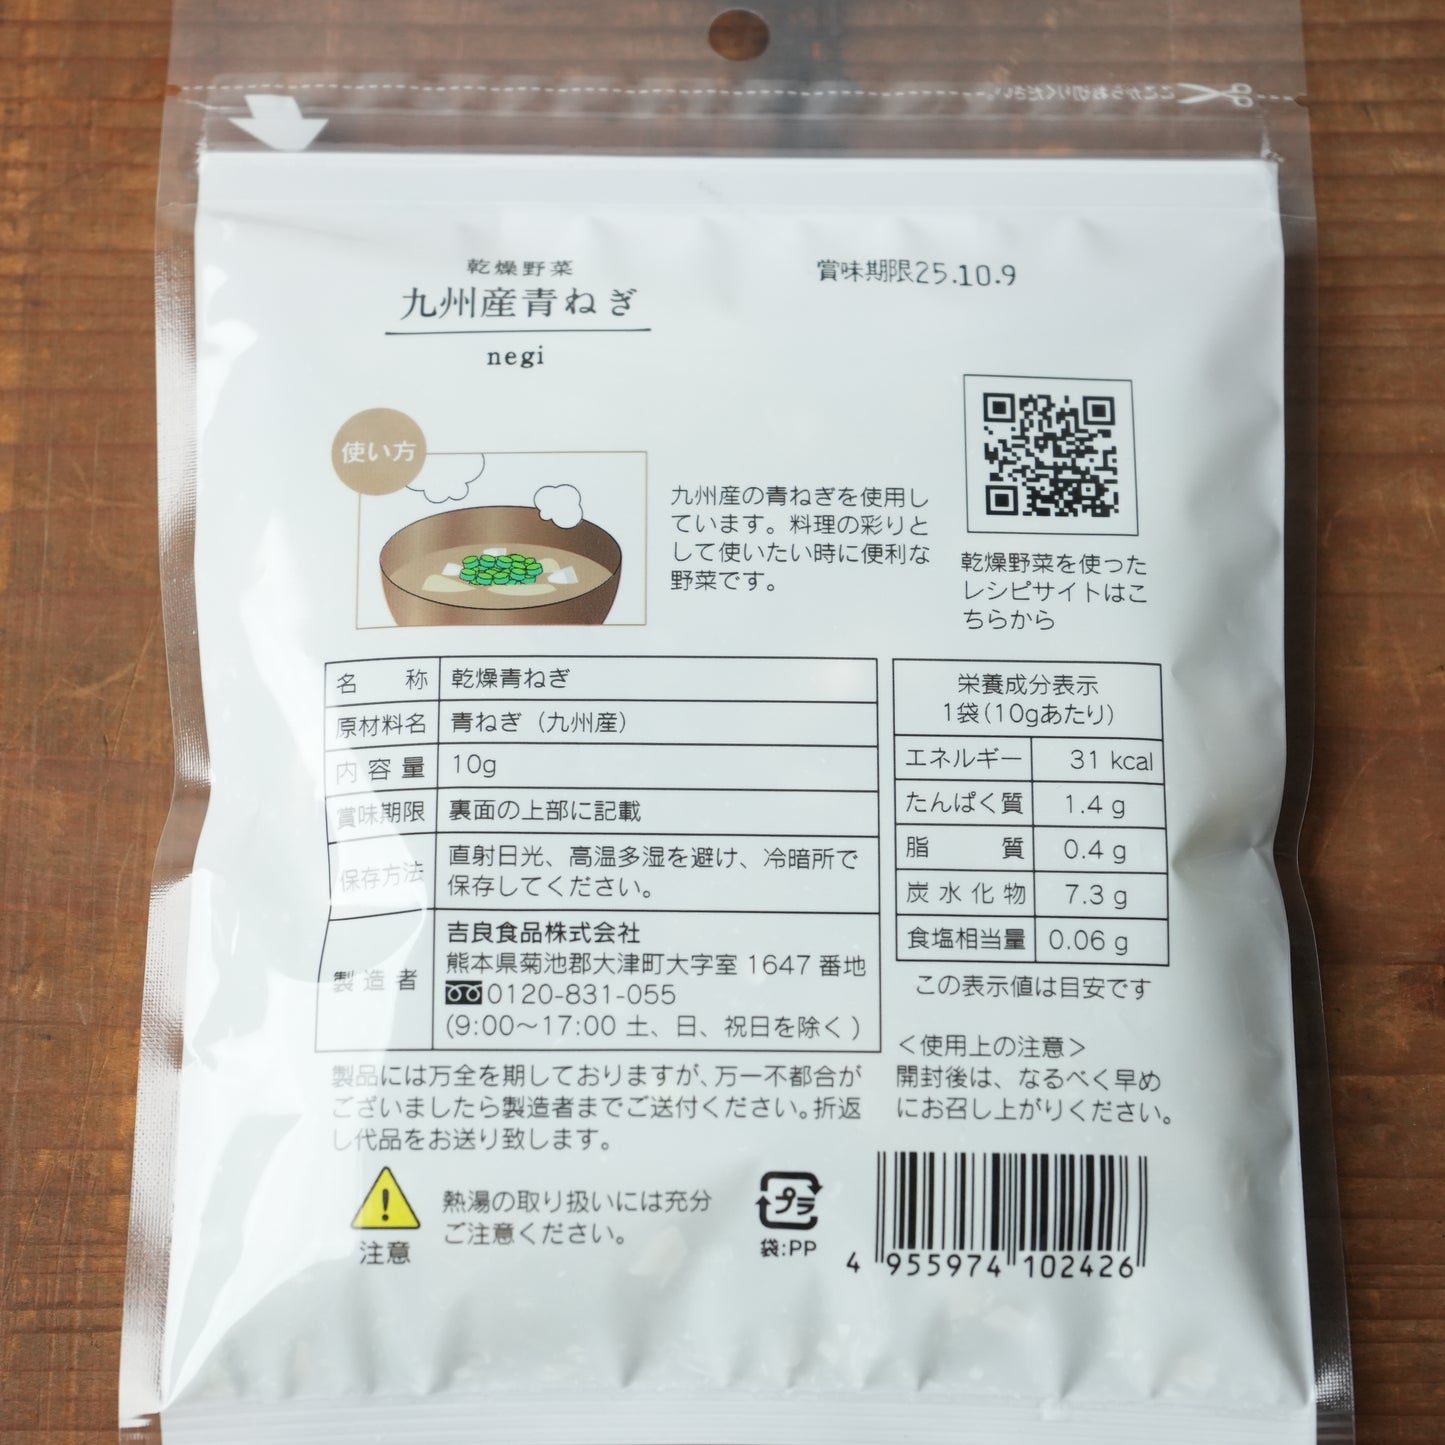 ここからお切りください。
乾燥野菜
九州産青ねぎ
negi
賞味期限25.10.9
使い方
九州産の青ねぎを使用し
ています。料理の彩りと
して使いたい時に便利な
野菜です。
乾燥野菜を使った
レシピサイトはこ
ちらから
名称 乾燥青ねぎ
原材料名 青ねぎ（九州産）
内容量 10g
賞味期限 裏面の上部に記載
保存方法 直射日光、高温多湿を避け、冷暗所で
保存してください。
製造者 吉良食品株式会社
熊本県菊池郡大津町大字室 1647 番地
0120-831-055
(9:00～17:00 土、日、祝日を除く)
栄養成分表示
1袋(10gあたり)
エネルギー 31 kcal
たんぱく質 1.4 g
脂質 0.4 g
炭水化物 7.3 g
食塩相当量 0.06 g
この表示値は目安です
＜使用上の注意＞
開封後は、なるべく早め
にお召し上がりください。
製品には万全を期しておりますが、万一不都合が
ございましたら製造者までご送付ください。折返
し代品をお送り致します。
注意
熱湯の取り扱いには充分
ご注意ください。
プラ
袋:PP
4 955974 102426